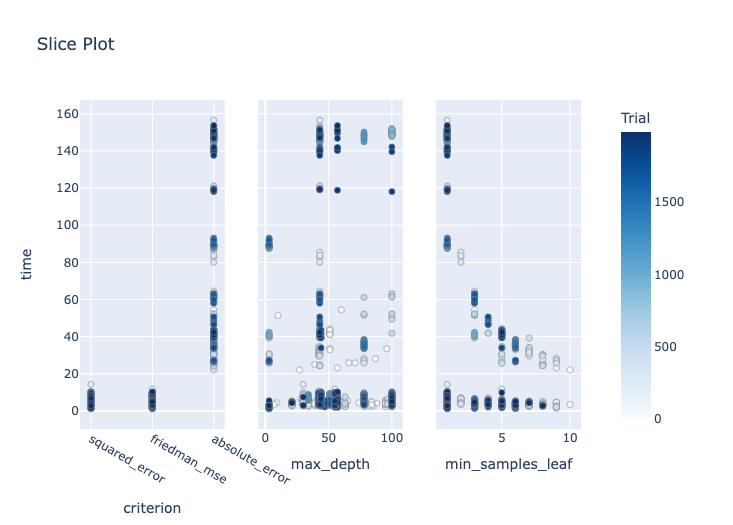 Slice Plot
Trial
160
140
120
100
80
60
40
20
0
time
squared_error
friedman_mse
absolute_error
criterion
0
50
100
max_depth
5
10
min_samples_leaf
1500
1000
500
0